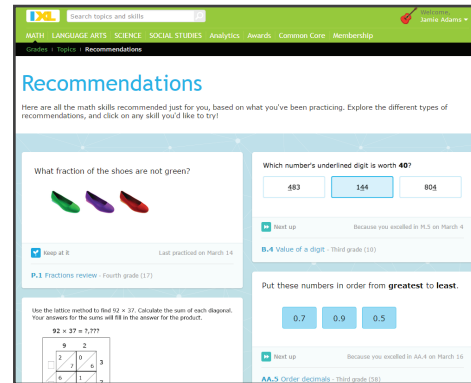 IXL
Search topics and skills
Welcome,
Jamie Adams
MATH LANGUAGE ARTS SCIENCE SOCIAL STUDIES Analytics Awards Common Core Membership
Grades Topics Recommendations
Recommendations
Here are all the math skills recommended just for you, based on what you've been practicing. Explore the different types of
recommendations, and click on any skill you'd like to try!
What fraction of the shoes are not green?
Keep at it Last practiced on March 14
P.1 Fractions review - Fourth grade (17)
Which number's underlined digit is worth 40?
483 144 804
Next up Because you excelled in M.5 on March 4
B.4 Value of a digit - Third grade (19)
Use the lattice method to find 92 × 37. Calculate the sum of each diagonal.
Your answers for the sums will fill in the answer for the product.
92 × 37 = ?,???
9 2
2 0
7 6 3
6 1
Put these numbers in order from greatest to least.
0.7 0.9 0.5
Next up Because you excelled in AA.4 on March 16
AA.5 Order decimals - Third grade (58)